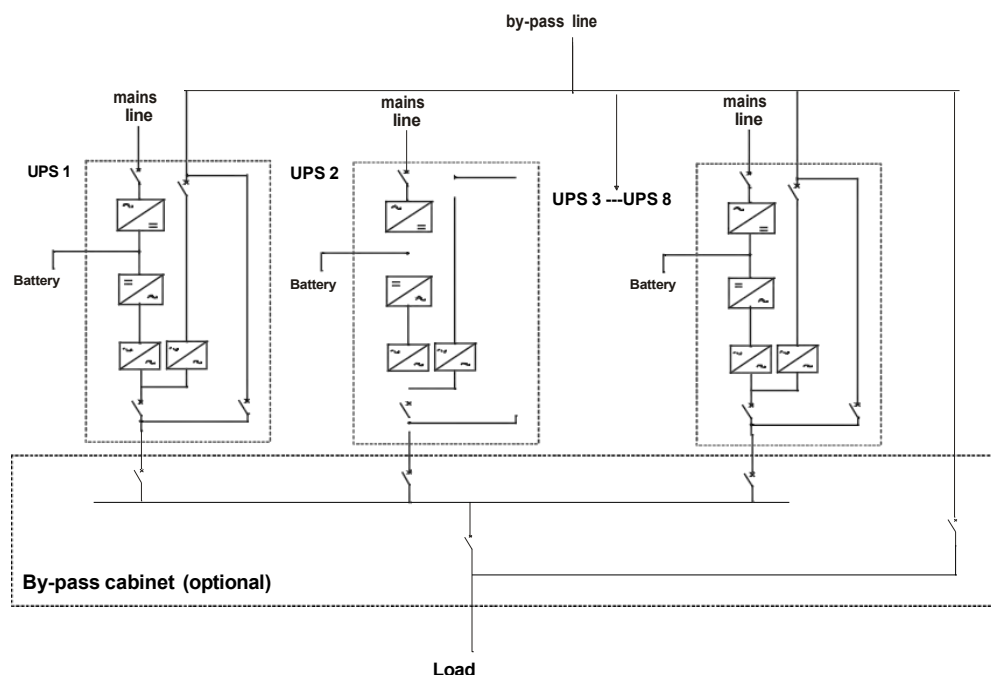 by-pass line
mains
line
mains
line
mains
line
UPS 1
UPS 2
UPS 3 ---UPS 8
Battery
Battery
Battery
By-pass cabinet (optional)
Load